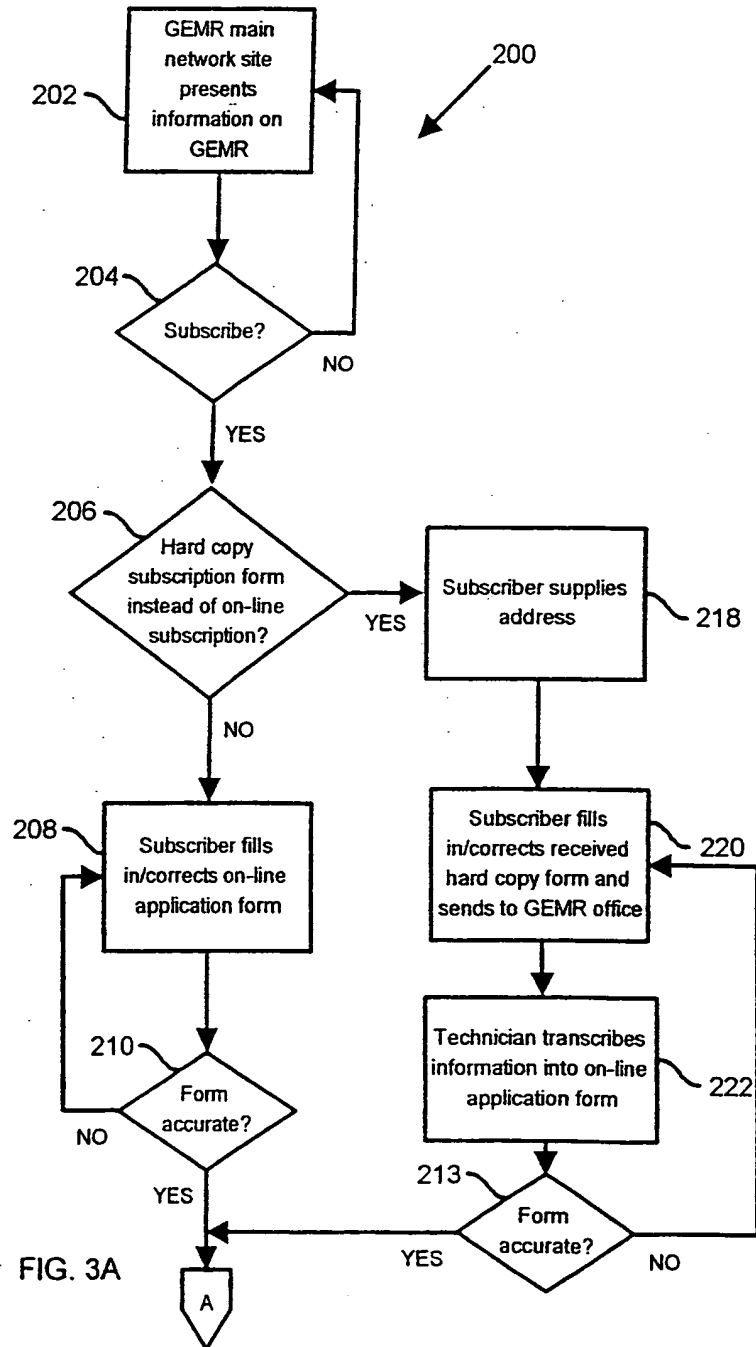 GEMR main
network site
presents
information on
GEMR
202
200
204
Subscribe?
NO
YES
206
Hard copy
subscription form
instead of on-line
subscription?
YES
NO
Subscriber supplies
address
218
208
Subscriber fills
in/corrects on-line
application form
Subscriber fills
in/corrects received
hard copy form and
sends to GEMR office
220
210
Form
accurate?
NO
YES
Technician transcribes
information into on-line
application form
222
213
Form
accurate?
YES
NO
FIG. 3A
A